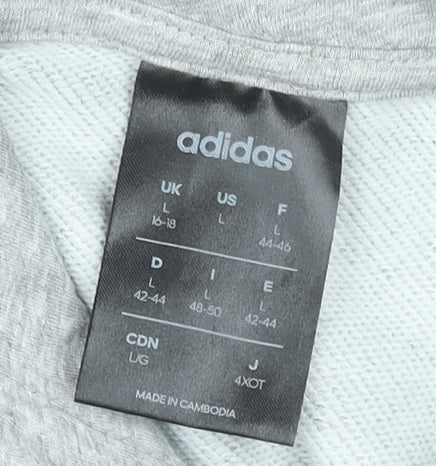 adidas
UK US F
L L L
16-18 44-46
D I E
L L L
42-44 48-50 42-44
CDN J
L/G 4XOT
MADE IN CAMBODIA